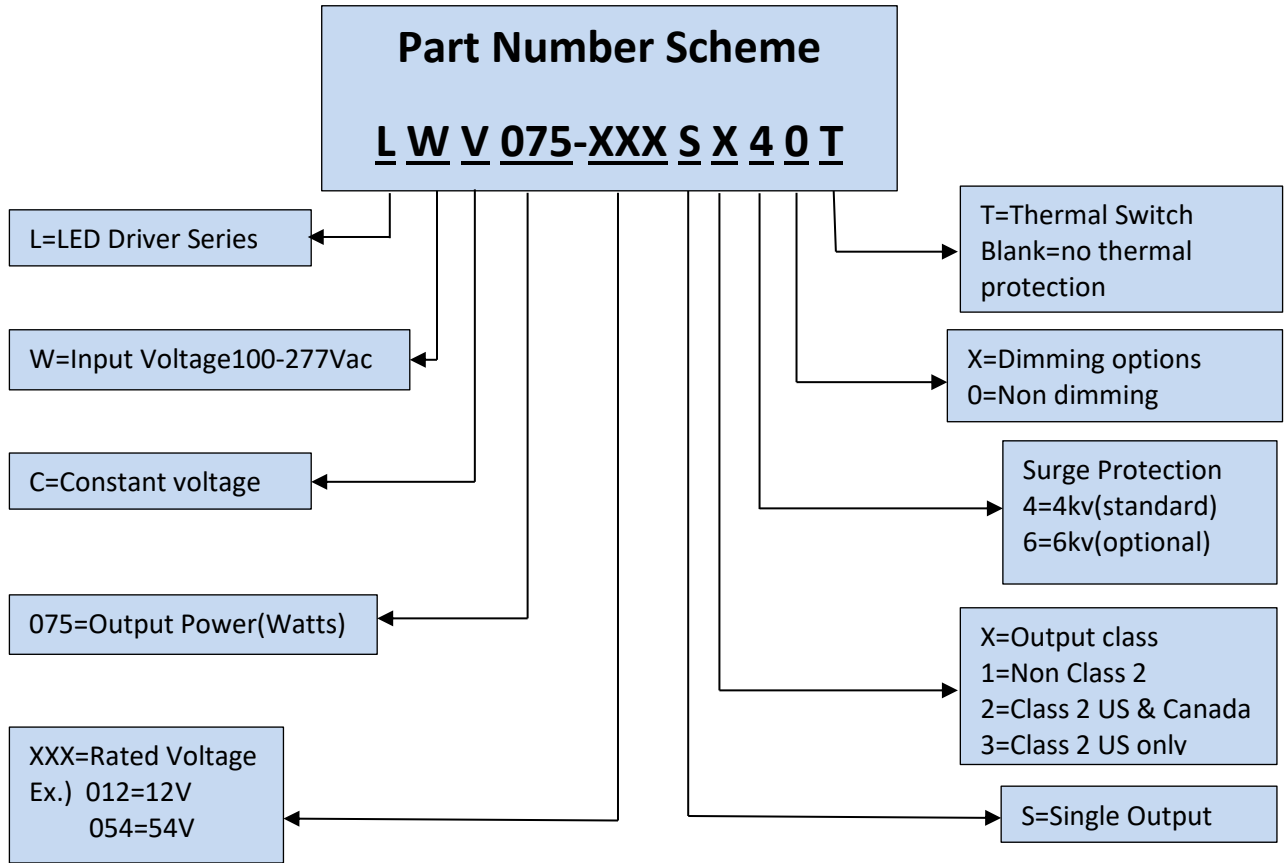 Part Number Scheme
L W V 075-XXX S X 4 0 T
L=LED Driver Series
W=Input Voltage100-277Vac
C=Constant voltage
075=Output Power(Watts)
XXX=Rated Voltage
Ex.) 012=12V
054=54V
T=Thermal Switch
Blank=no thermal
protection
X=Dimming options
0=Non dimming
Surge Protection
4=4kv(standard)
6=6kv(optional)
X=Output class
1=Non Class 2
2=Class 2 US & Canada
3=Class 2 US only
S=Single Output